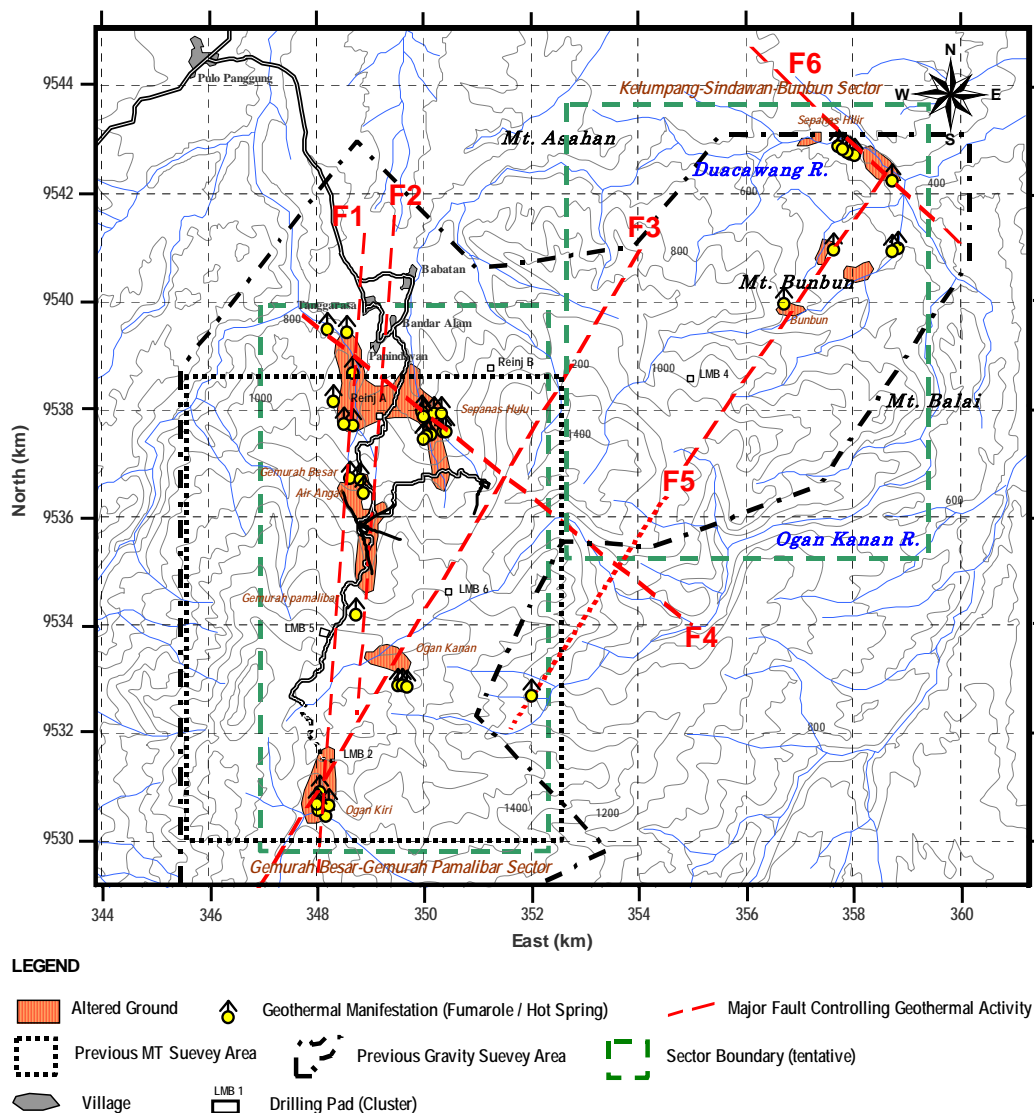 F6
N
W
E
S
Pulo Panggung
Kelumpang-Sindawan-Bunbun Sector
Sepanas Hilir
Mt. Asahan
Duacawang R.
400
600
F1
F2
F3
800
Babatan
Mt. Bunbun
Tanggarasa
800
Bandar Alam
Bunbun
Panindawan
Reinj B
1200
1000
LMB 4
1000
Reinj A
Mt. Balai
Sepanas Hulu
1400
Gemurah Besar
Air Angat
F5
600
Ogan Kanan R.
Gemurah pamalibar
LMB 6
LMB 5
F4
Ogan Kanan
800
LMB 2
Ogan Kiri
1400
1200
Gemurah Besar-Gemurah Pamalibar Sector
9544
9542
9540
9538
9536
9534
9532
9530
North (km)
344
346
348
350
352
354
356
358
360
East (km)
LEGEND
Altered Ground
Geothermal Manifestation (Fumarole / Hot Spring)
Major Fault Controlling Geothermal Activity
Previous MT Suevey Area
Previous Gravity Suevey Area
Sector Boundary (tentative)
Village
LMB 1
Drilling Pad (Cluster)